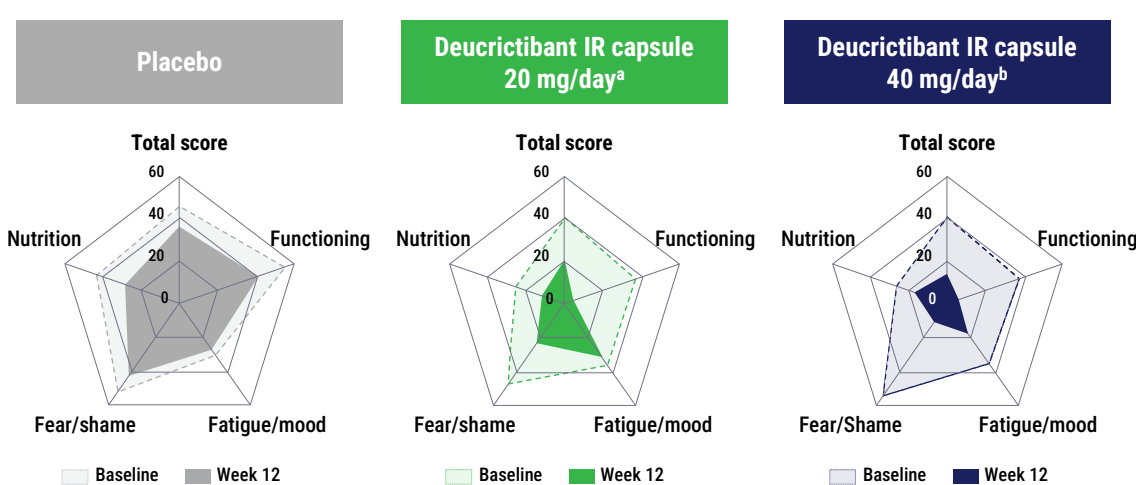 Placebo
Deucrictibant IR capsule
20 mg/dayᵃ
Deucrictibant IR capsule
40 mg/dayᵇ
Total score
60
40
20
0
Nutrition
Functioning
Fear/shame
Fatigue/mood
Baseline
Week 12
Total score
60
40
20
0
Nutrition
Functioning
Fear/shame
Fatigue/mood
Baseline
Week 12
Total score
60
40
20
0
Nutrition
Functioning
Fear/Shame
Fatigue/mood
Baseline
Week 12